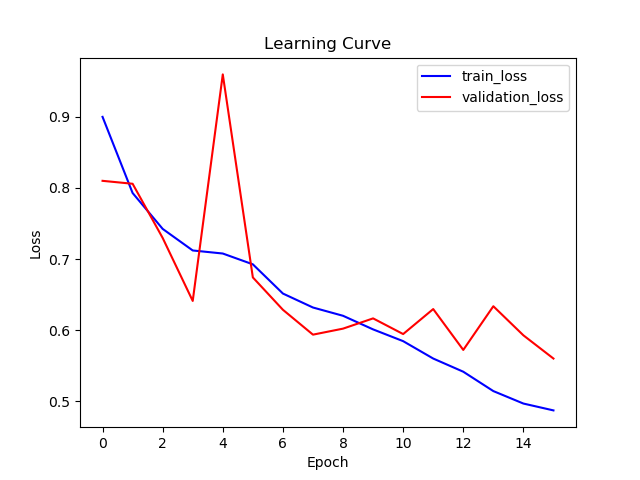 Learning Curve
train_loss
validation_loss
0.9
0.8
0.7
0.6
0.5
Loss
0 2 4 6 8 10 12 14
Epoch